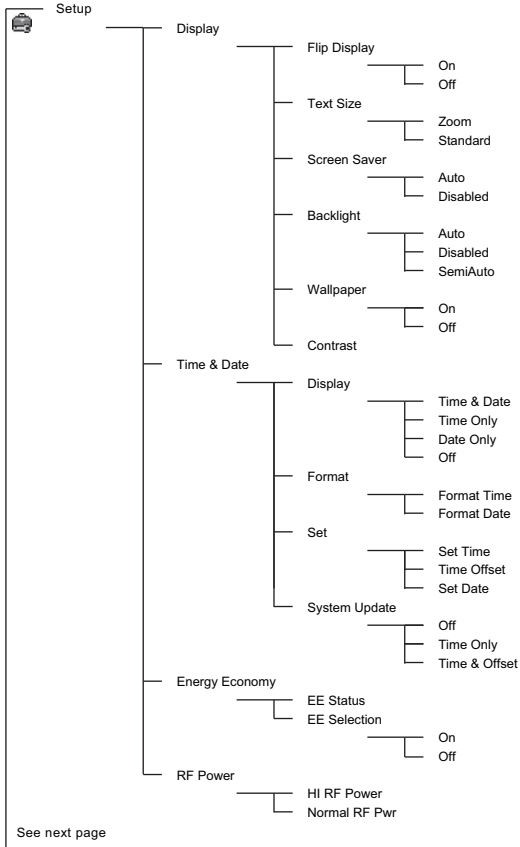 Setup
Display
Flip Display
On
Off
Text Size
Zoom
Standard
Screen Saver
Auto
Disabled
Backlight
Auto
Disabled
SemiAuto
Wallpaper
On
Off
Contrast
Time & Date
Display
Time & Date
Time Only
Date Only
Off
Format
Format Time
Format Date
Set
Set Time
Time Offset
Set Date
System Update
Off
Time Only
Time & Offset
Energy Economy
EE Status
EE Selection
On
Off
RF Power
HI RF Power
Normal RF Pwr
See next page